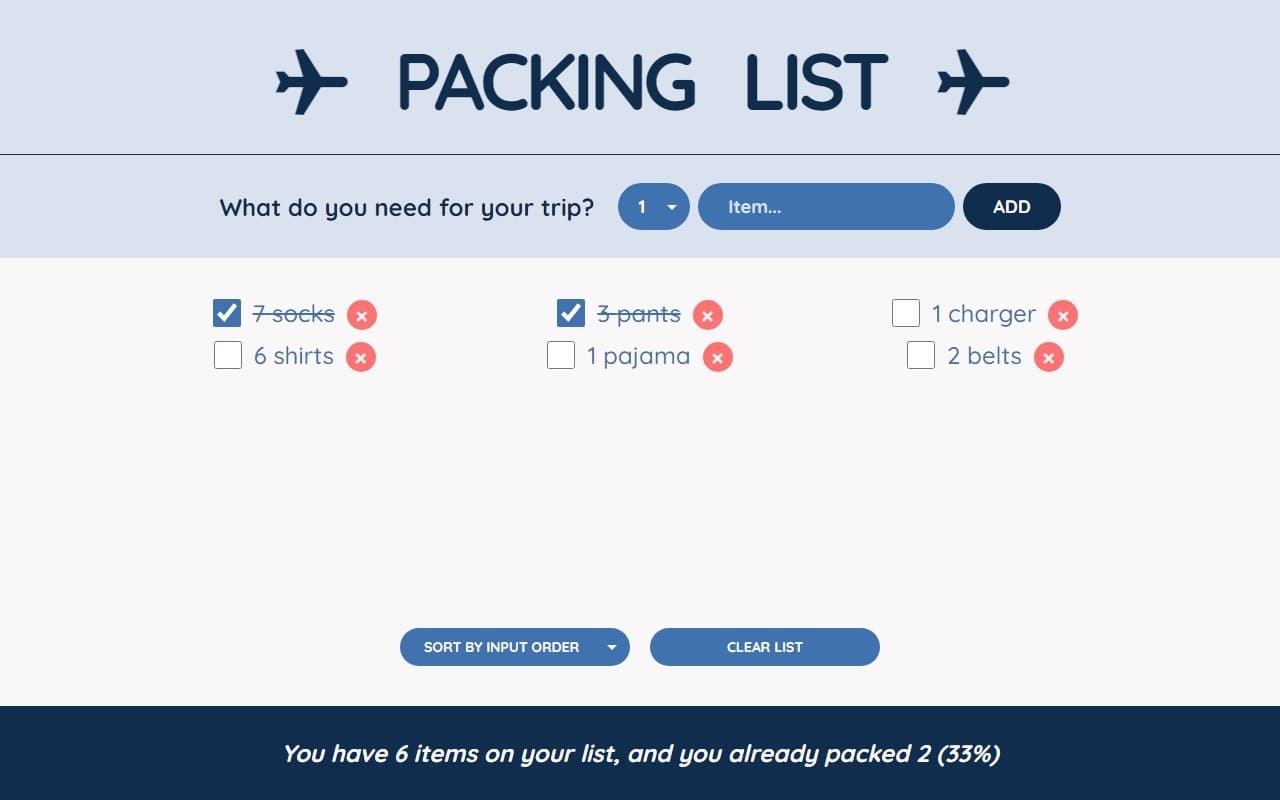 PACKING LIST
What do you need for your trip? 1 Item... ADD
7 socks 3 pants 1 charger
6 shirts 1 pajama 2 belts
SORT BY INPUT ORDER CLEAR LIST
You have 6 items on your list, and you already packed 2 (33%)